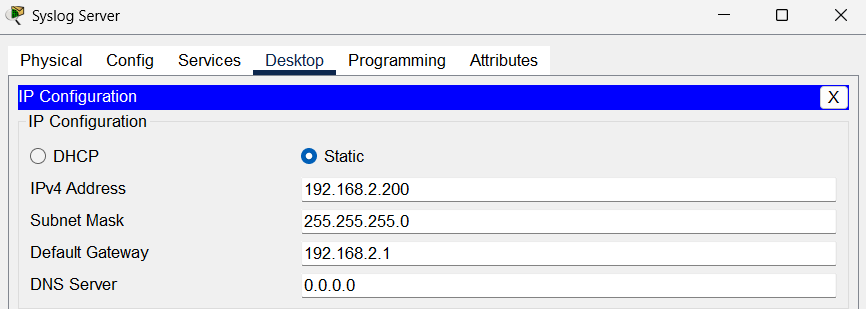 Syslog Server
Physical Config Services Desktop Programming Attributes
IP Configuration X
IP Configuration
DHCP Static
IPv4 Address 192.168.2.200
Subnet Mask 255.255.255.0
Default Gateway 192.168.2.1
DNS Server 0.0.0.0